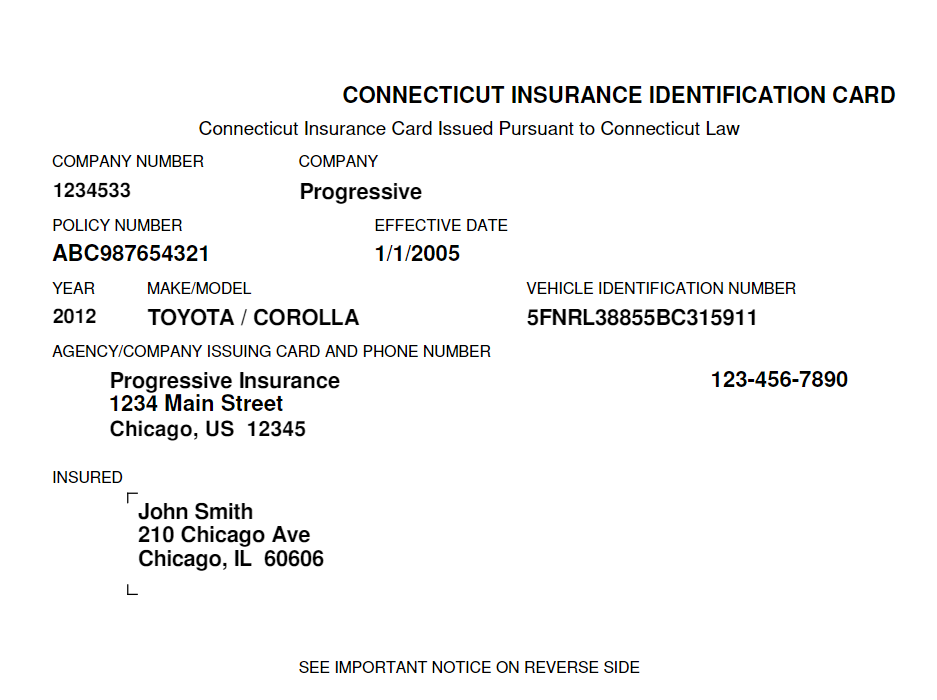 CONNECTICUT INSURANCE IDENTIFICATION CARD
Connecticut Insurance Card Issued Pursuant to Connecticut Law
COMPANY NUMBER COMPANY
1234533 Progressive
POLICY NUMBER EFFECTIVE DATE
ABC987654321 1/1/2005
YEAR MAKE/MODEL VEHICLE IDENTIFICATION NUMBER
2012 TOYOTA / COROLLA 5FNRL38855BC315911
AGENCY/COMPANY ISSUING CARD AND PHONE NUMBER
Progressive Insurance 123-456-7890
1234 Main Street
Chicago, US 12345
INSURED
John Smith
210 Chicago Ave
Chicago, IL 60606
SEE IMPORTANT NOTICE ON REVERSE SIDE